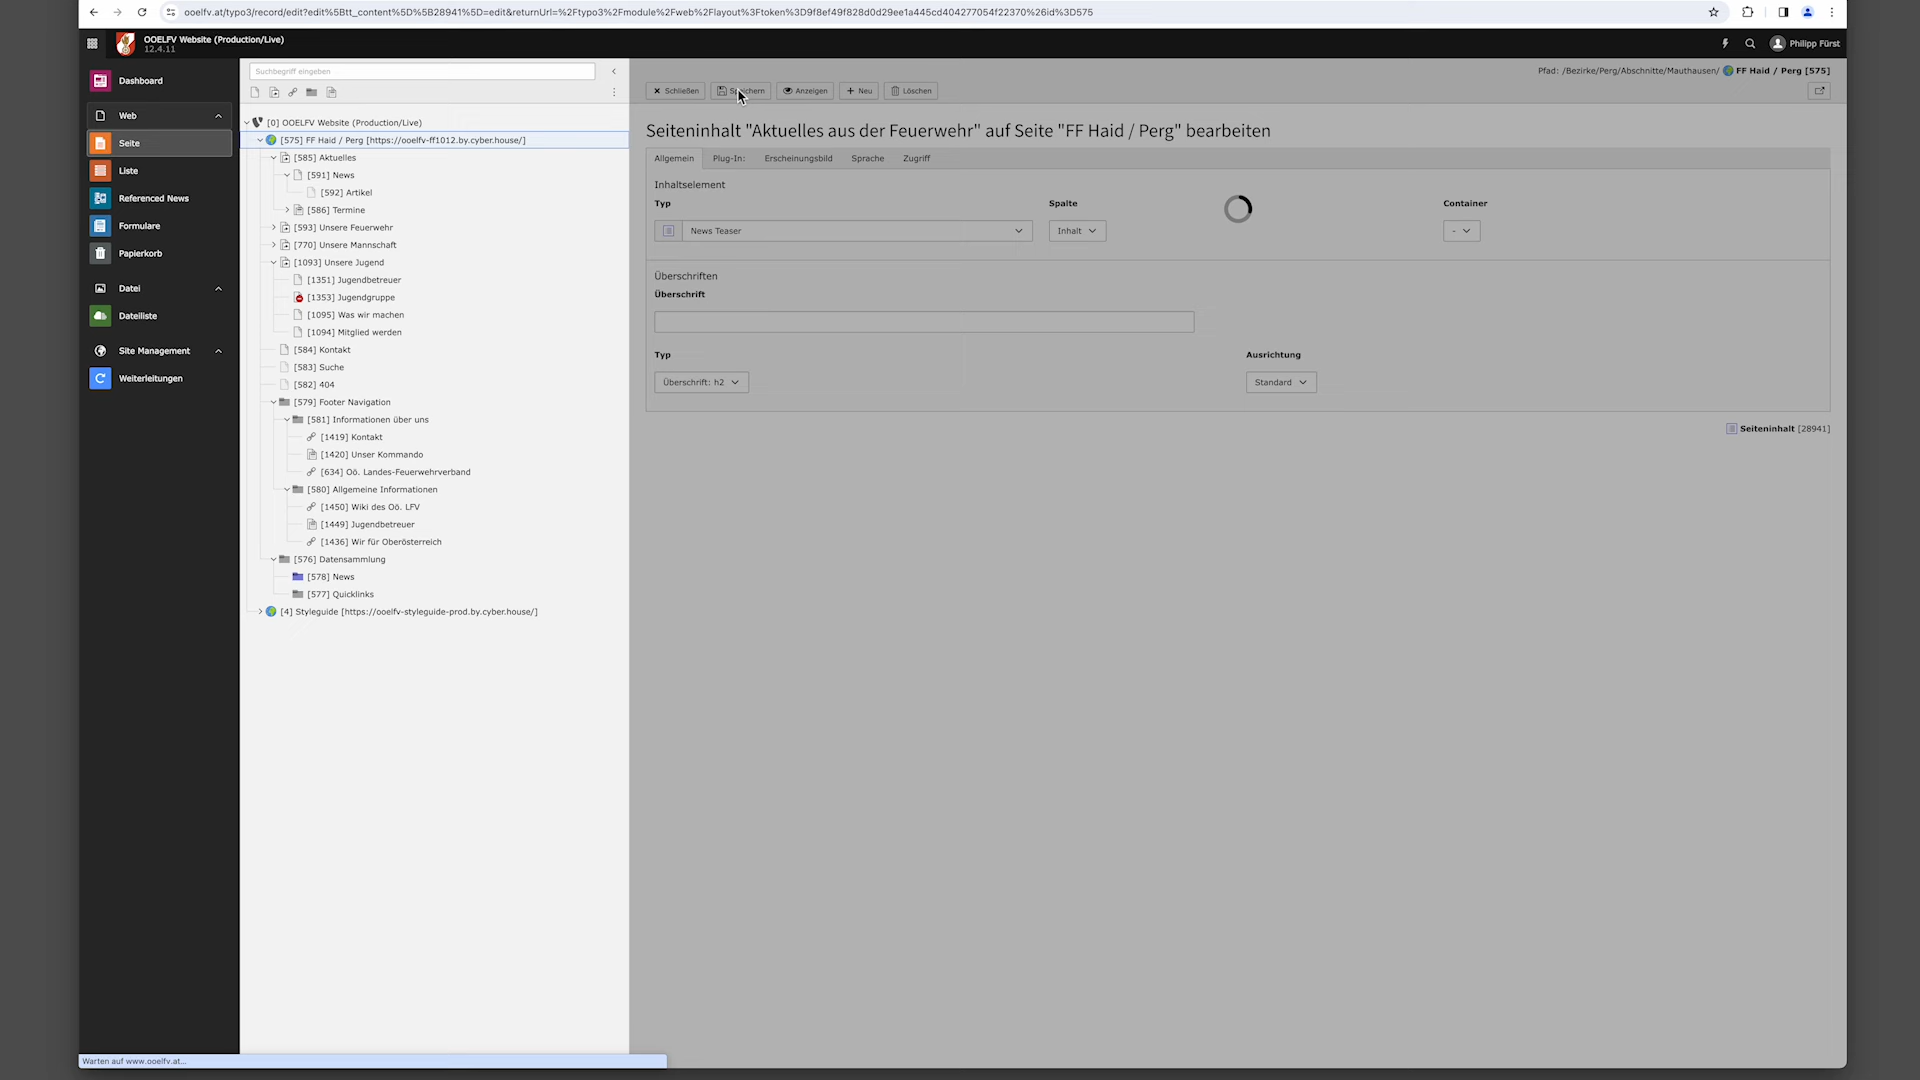 ooelfv.at/typo3/record/edit?edit%5Btt_content%5D%5B28941%5D=edit&returnUrl=%2Ftypo3%2Fmodule%2Fweb%2Flayout%3Ftoken%3D9f8ef49f828d0d29ee1a445cd404277054f22370%26id%3D575
OOELFV Website (Production/Live)
12.4.11
Philipp Fürst
Dashboard
Web
Seite
Liste
Referenced News
Formulare
Papierkorb
Datei
Dateiliste
Site Management
Weiterleitungen
Suchbegriff eingeben
[0] OOELFV Website (Production/Live)
[575] FF Haid / Perg [https://ooelfv-ff1012.by.cyber.house/]
[585] Aktuelles
[591] News
[592] Artikel
[586] Termine
[593] Unsere Feuerwehr
[770] Unsere Mannschaft
[1093] Unsere Jugend
[1351] Jugendbetreuer
[1353] Jugendgruppe
[1095] Was wir machen
[1094] Mitglied werden
[584] Kontakt
[583] Suche
[582] 404
[579] Footer Navigation
[581] Informationen über uns
[1419] Kontakt
[1420] Unser Kommando
[634] Oö. Landes-Feuerwehrverband
[580] Allgemeine Informationen
[1450] Wiki des Oö. LFV
[1449] Jugendbetreuer
[1436] Wir für Oberösterreich
[576] Datensammlung
[578] News
[577] Quicklinks
[4] Styleguide [https://ooelfv-styleguide-prod.by.cyber.house/]
Pfad: /Bezirke/Perg/Abschnitte/Mauthausen/ FF Haid / Perg [575]
Schließen Speichern Anzeigen Neu Löschen
Seiteninhalt "Aktuelles aus der Feuerwehr" auf Seite "FF Haid / Perg" bearbeiten
Allgemein Plug-In: Erscheinungsbild Sprache Zugriff
Inhaltselement
Typ Spalte Container
News Teaser Inhalt -
Überschriften
Überschrift
Typ Ausrichtung
Überschrift: h2 Standard
Seiteninhalt [28941]
Warten auf www.ooelfv.at...